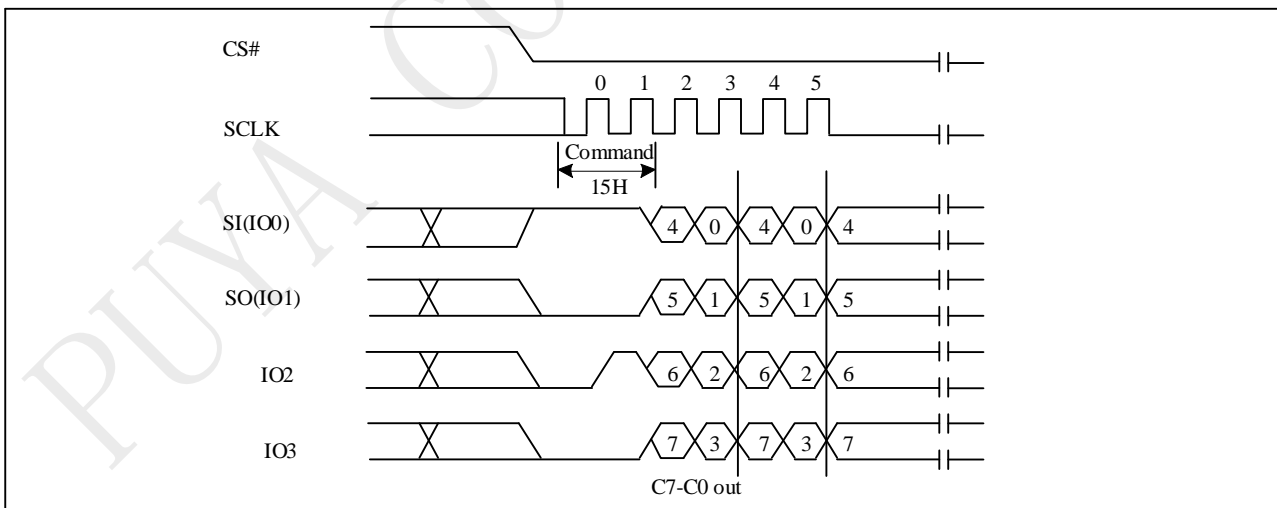 CS#
0 1 2 3 4 5
SCLK
Command
15H
SI(IO0)
4 0 4 0 4
SO(IO1)
5 1 5 1 5
IO2
6 2 6 2 6
IO3
7 3 7 3 7
C7-C0 out
PUYA